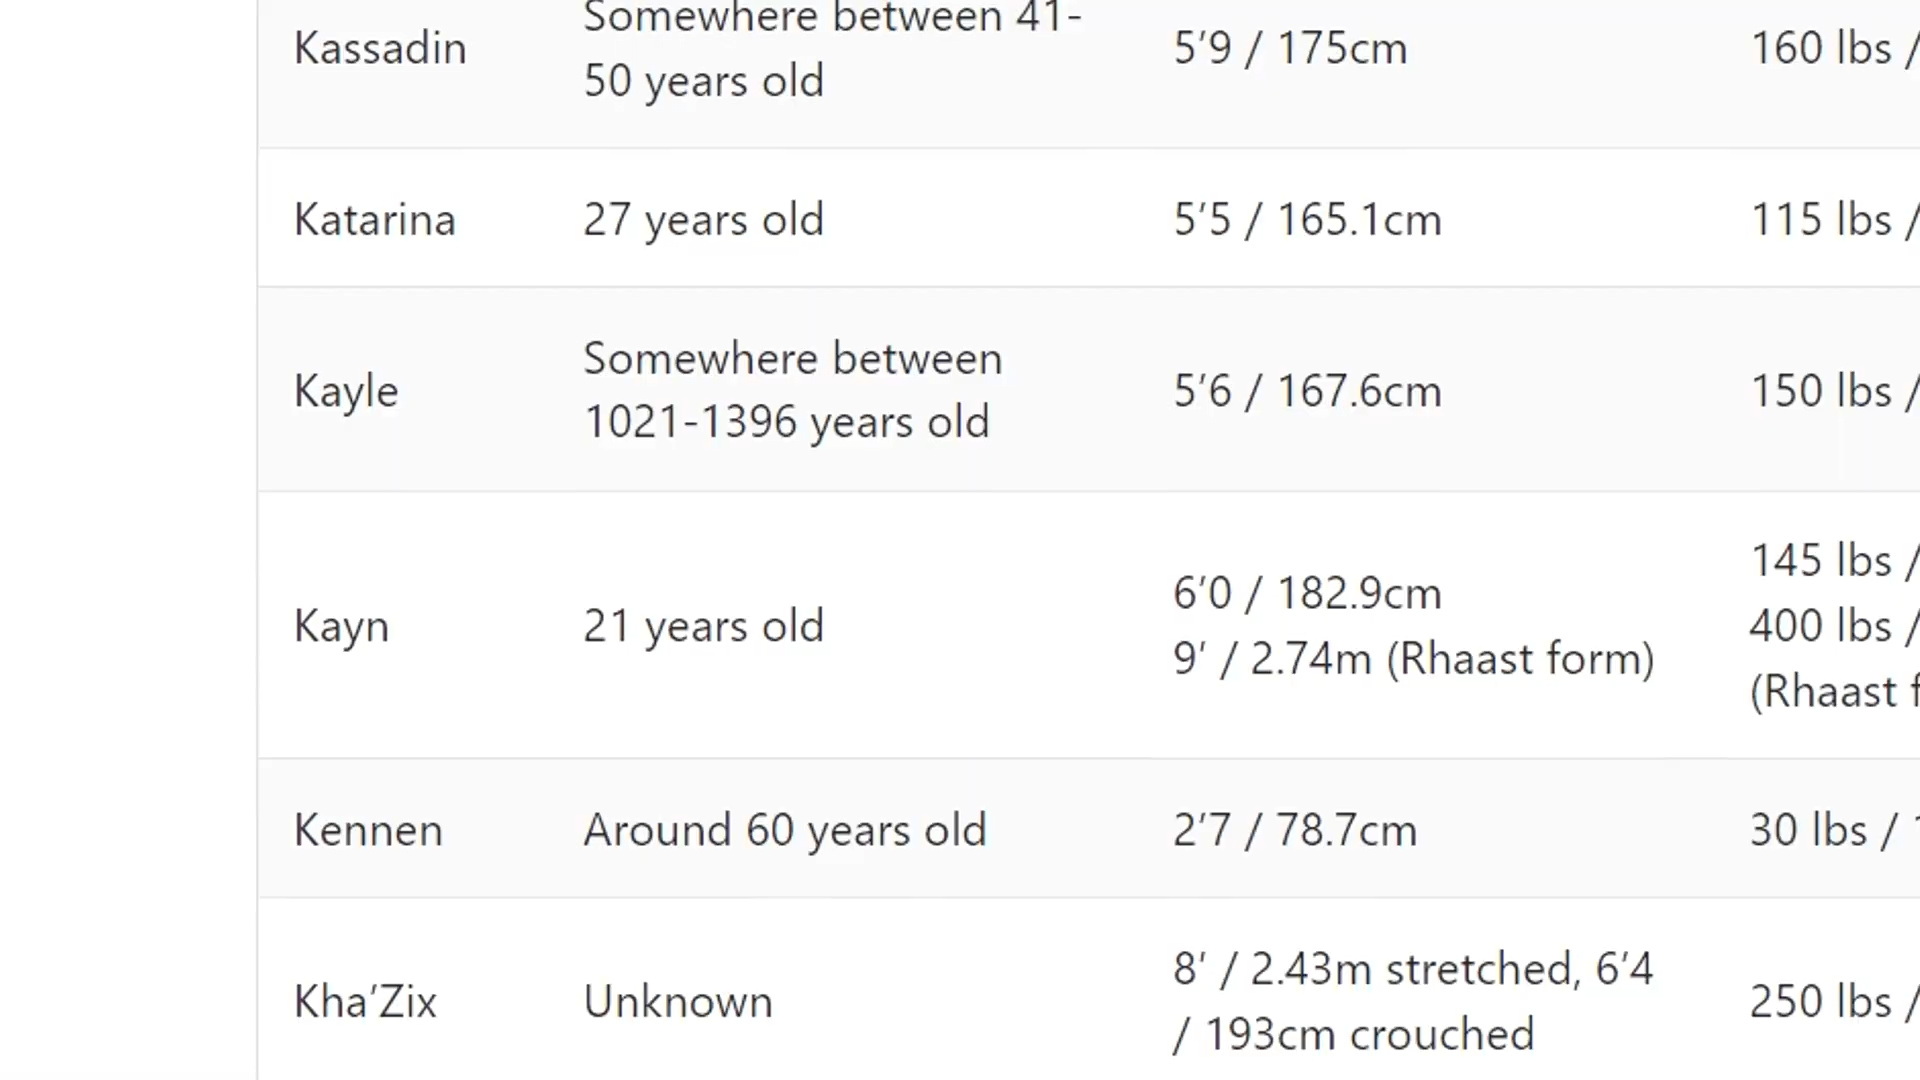 Kassadin
Somewhere between 41-
50 years old
5′9 / 175cm
160 lbs /
Katarina
27 years old
5′5 / 165.1cm
115 lbs /
Kayle
Somewhere between
1021-1396 years old
5′6 / 167.6cm
150 lbs /
Kayn
21 years old
6′0 / 182.9cm
9′ / 2.74m (Rhaast form)
145 lbs /
400 lbs /
(Rhaast f
Kennen
Around 60 years old
2′7 / 78.7cm
30 lbs /
Kha’Zix
Unknown
8′ / 2.43m stretched, 6′4
/ 193cm crouched
250 lbs /